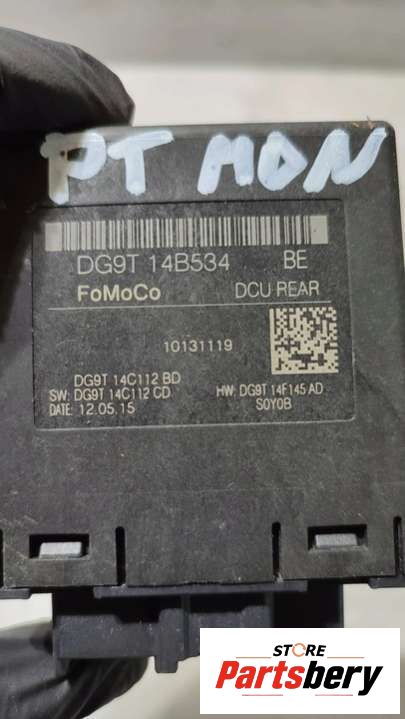 PT MDN
DG9T 14B534 BE
FoMoCo DCU REAR
10131119
DG9T 14C112 BD
SW: DG9T 14C112 CD HW: DG9T 14F145 AD
DATE: 12.05.15 S0Y0B
STORE
Partsbery